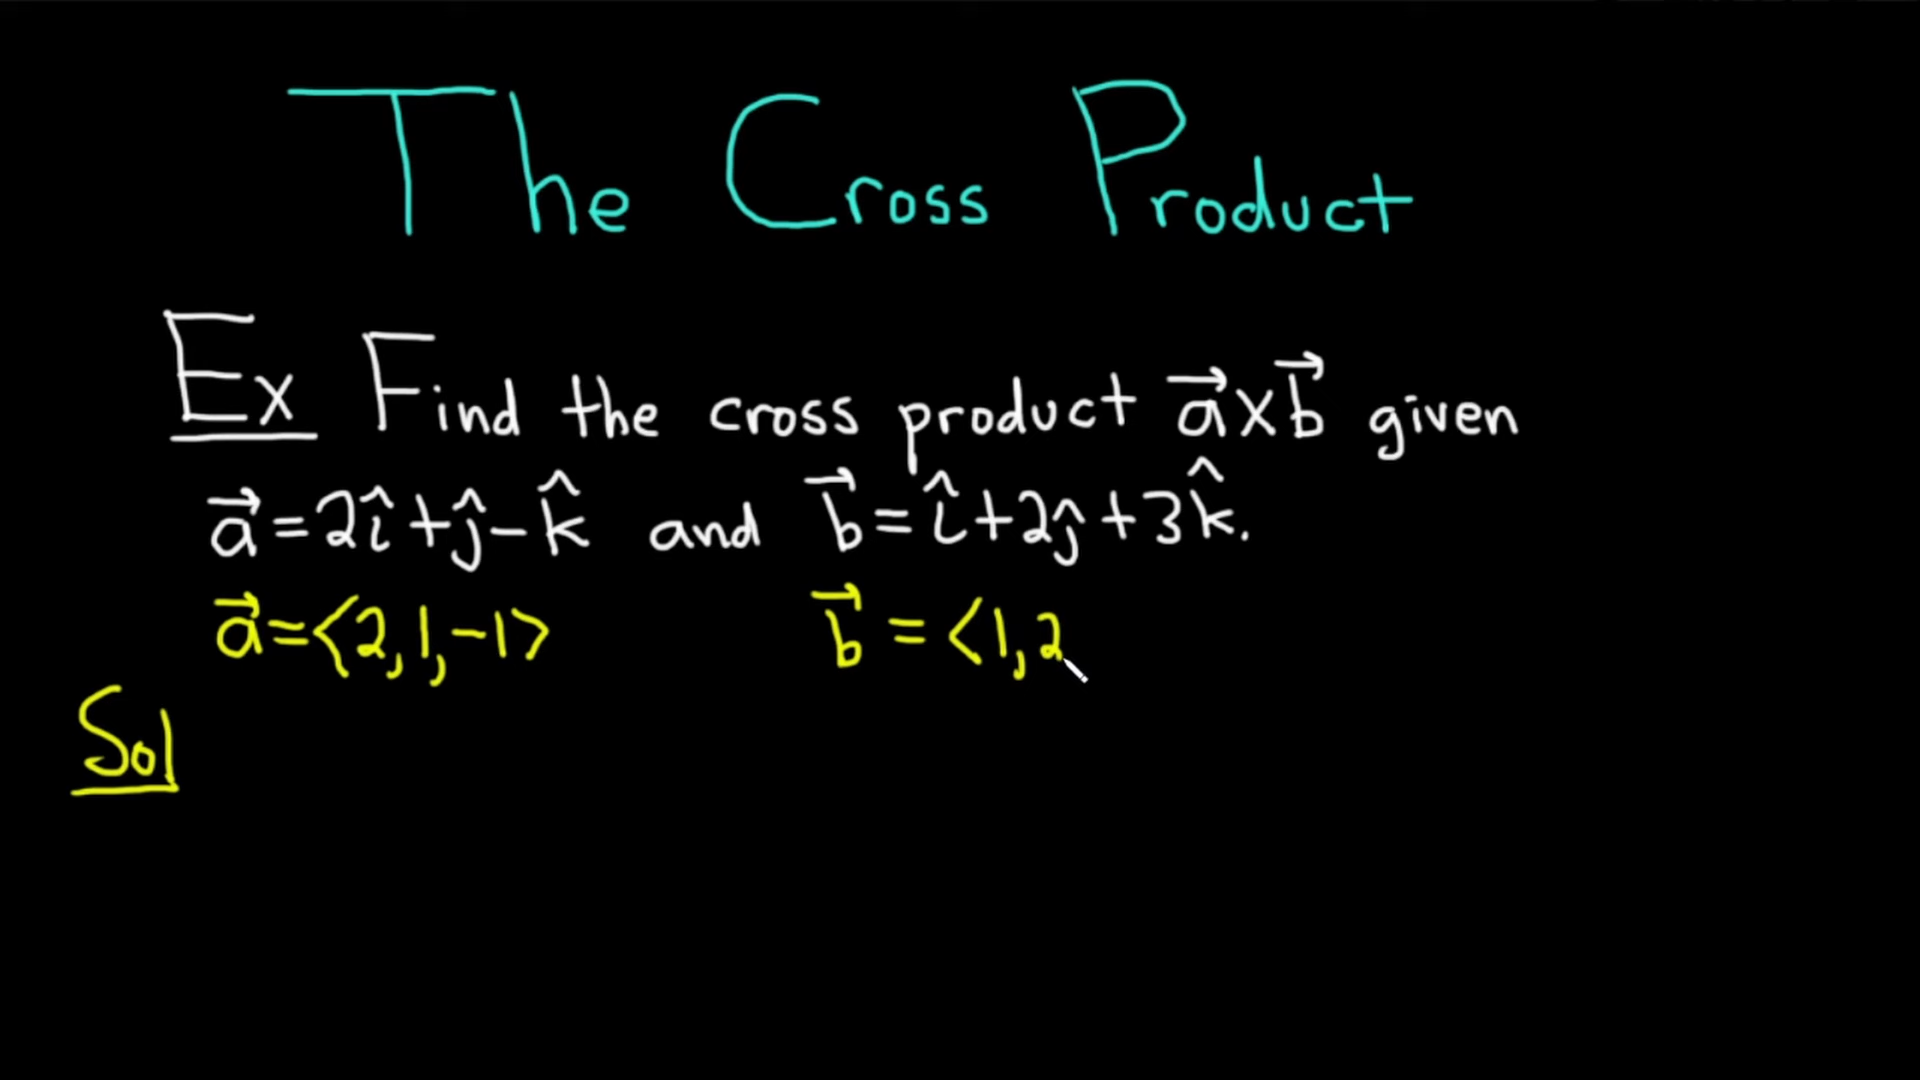 The Cross Product
Ex Find the cross product a⃗×b⃗ given
a⃗=2î+ĵ-k̂ and b⃗=î+2ĵ+3k̂.
a⃗=⟨2,1,-1⟩ b⃗=⟨1,2
Sol